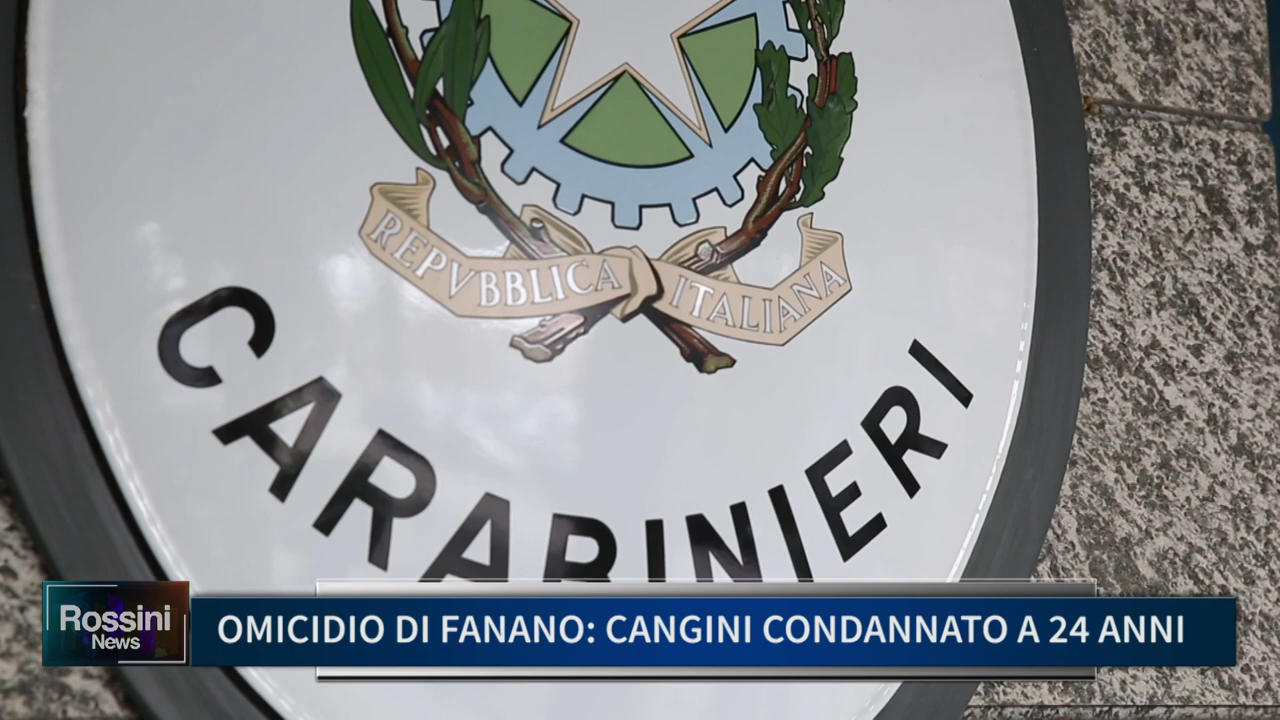 REPVBBLICA ITALIANA
CARABINIERI
Rossini
News
OMICIDIO DI FANANO: CANGINI CONDANNATO A 24 ANNI